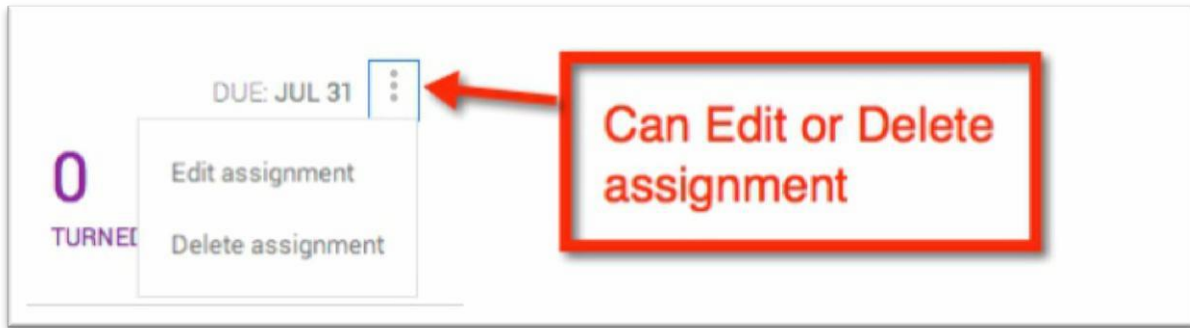 DUE: JUL 31
Can Edit or Delete
assignment
0
TURNED
Edit assignment
Delete assignment